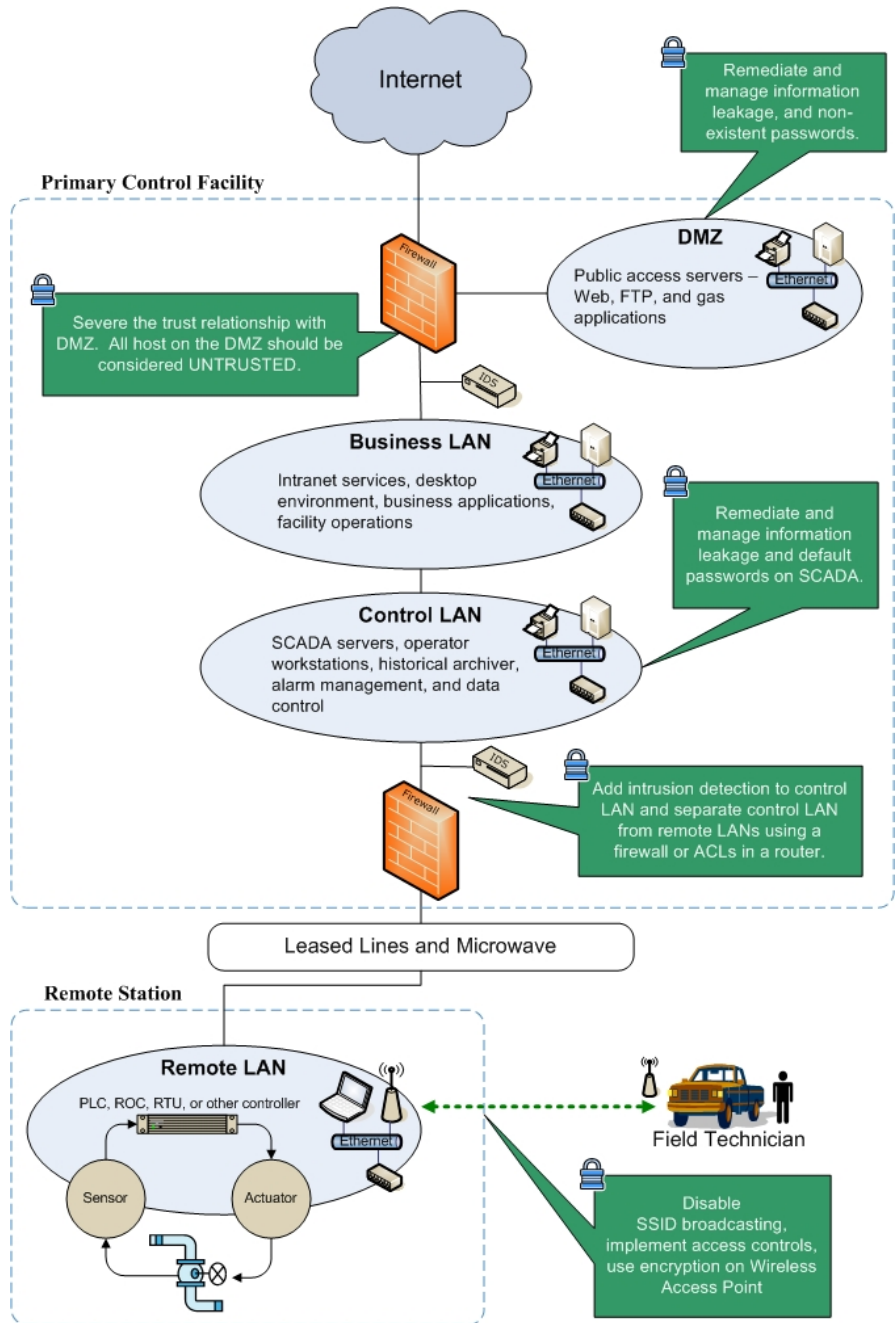 Internet
Remediate and
manage information
leakage, and non-
existent passwords.
Primary Control Facility
Firewall
DMZ
Public access servers –
Web, FTP, and gas
applications
Ethernet
Severe the trust relationship with
DMZ.  All host on the DMZ should be
considered UNTRUSTED.
IDS
Business LAN
Intranet services, desktop
environment, business applications,
facility operations
Ethernet
Remediate and
manage information
leakage and default
passwords on SCADA.
Control LAN
SCADA servers, operator
workstations, historical archiver,
alarm management, and data
control
Ethernet
IDS
Firewall
Add intrusion detection to control
LAN and separate control LAN
from remote LANs using a
firewall or ACLs in a router.
Leased Lines and Microwave
Remote Station
Remote LAN
PLC, ROC, RTU, or other controller
Ethernet
Sensor
Actuator
Field Technician
Disable
SSID broadcasting,
implement access controls,
use encryption on Wireless
Access Point